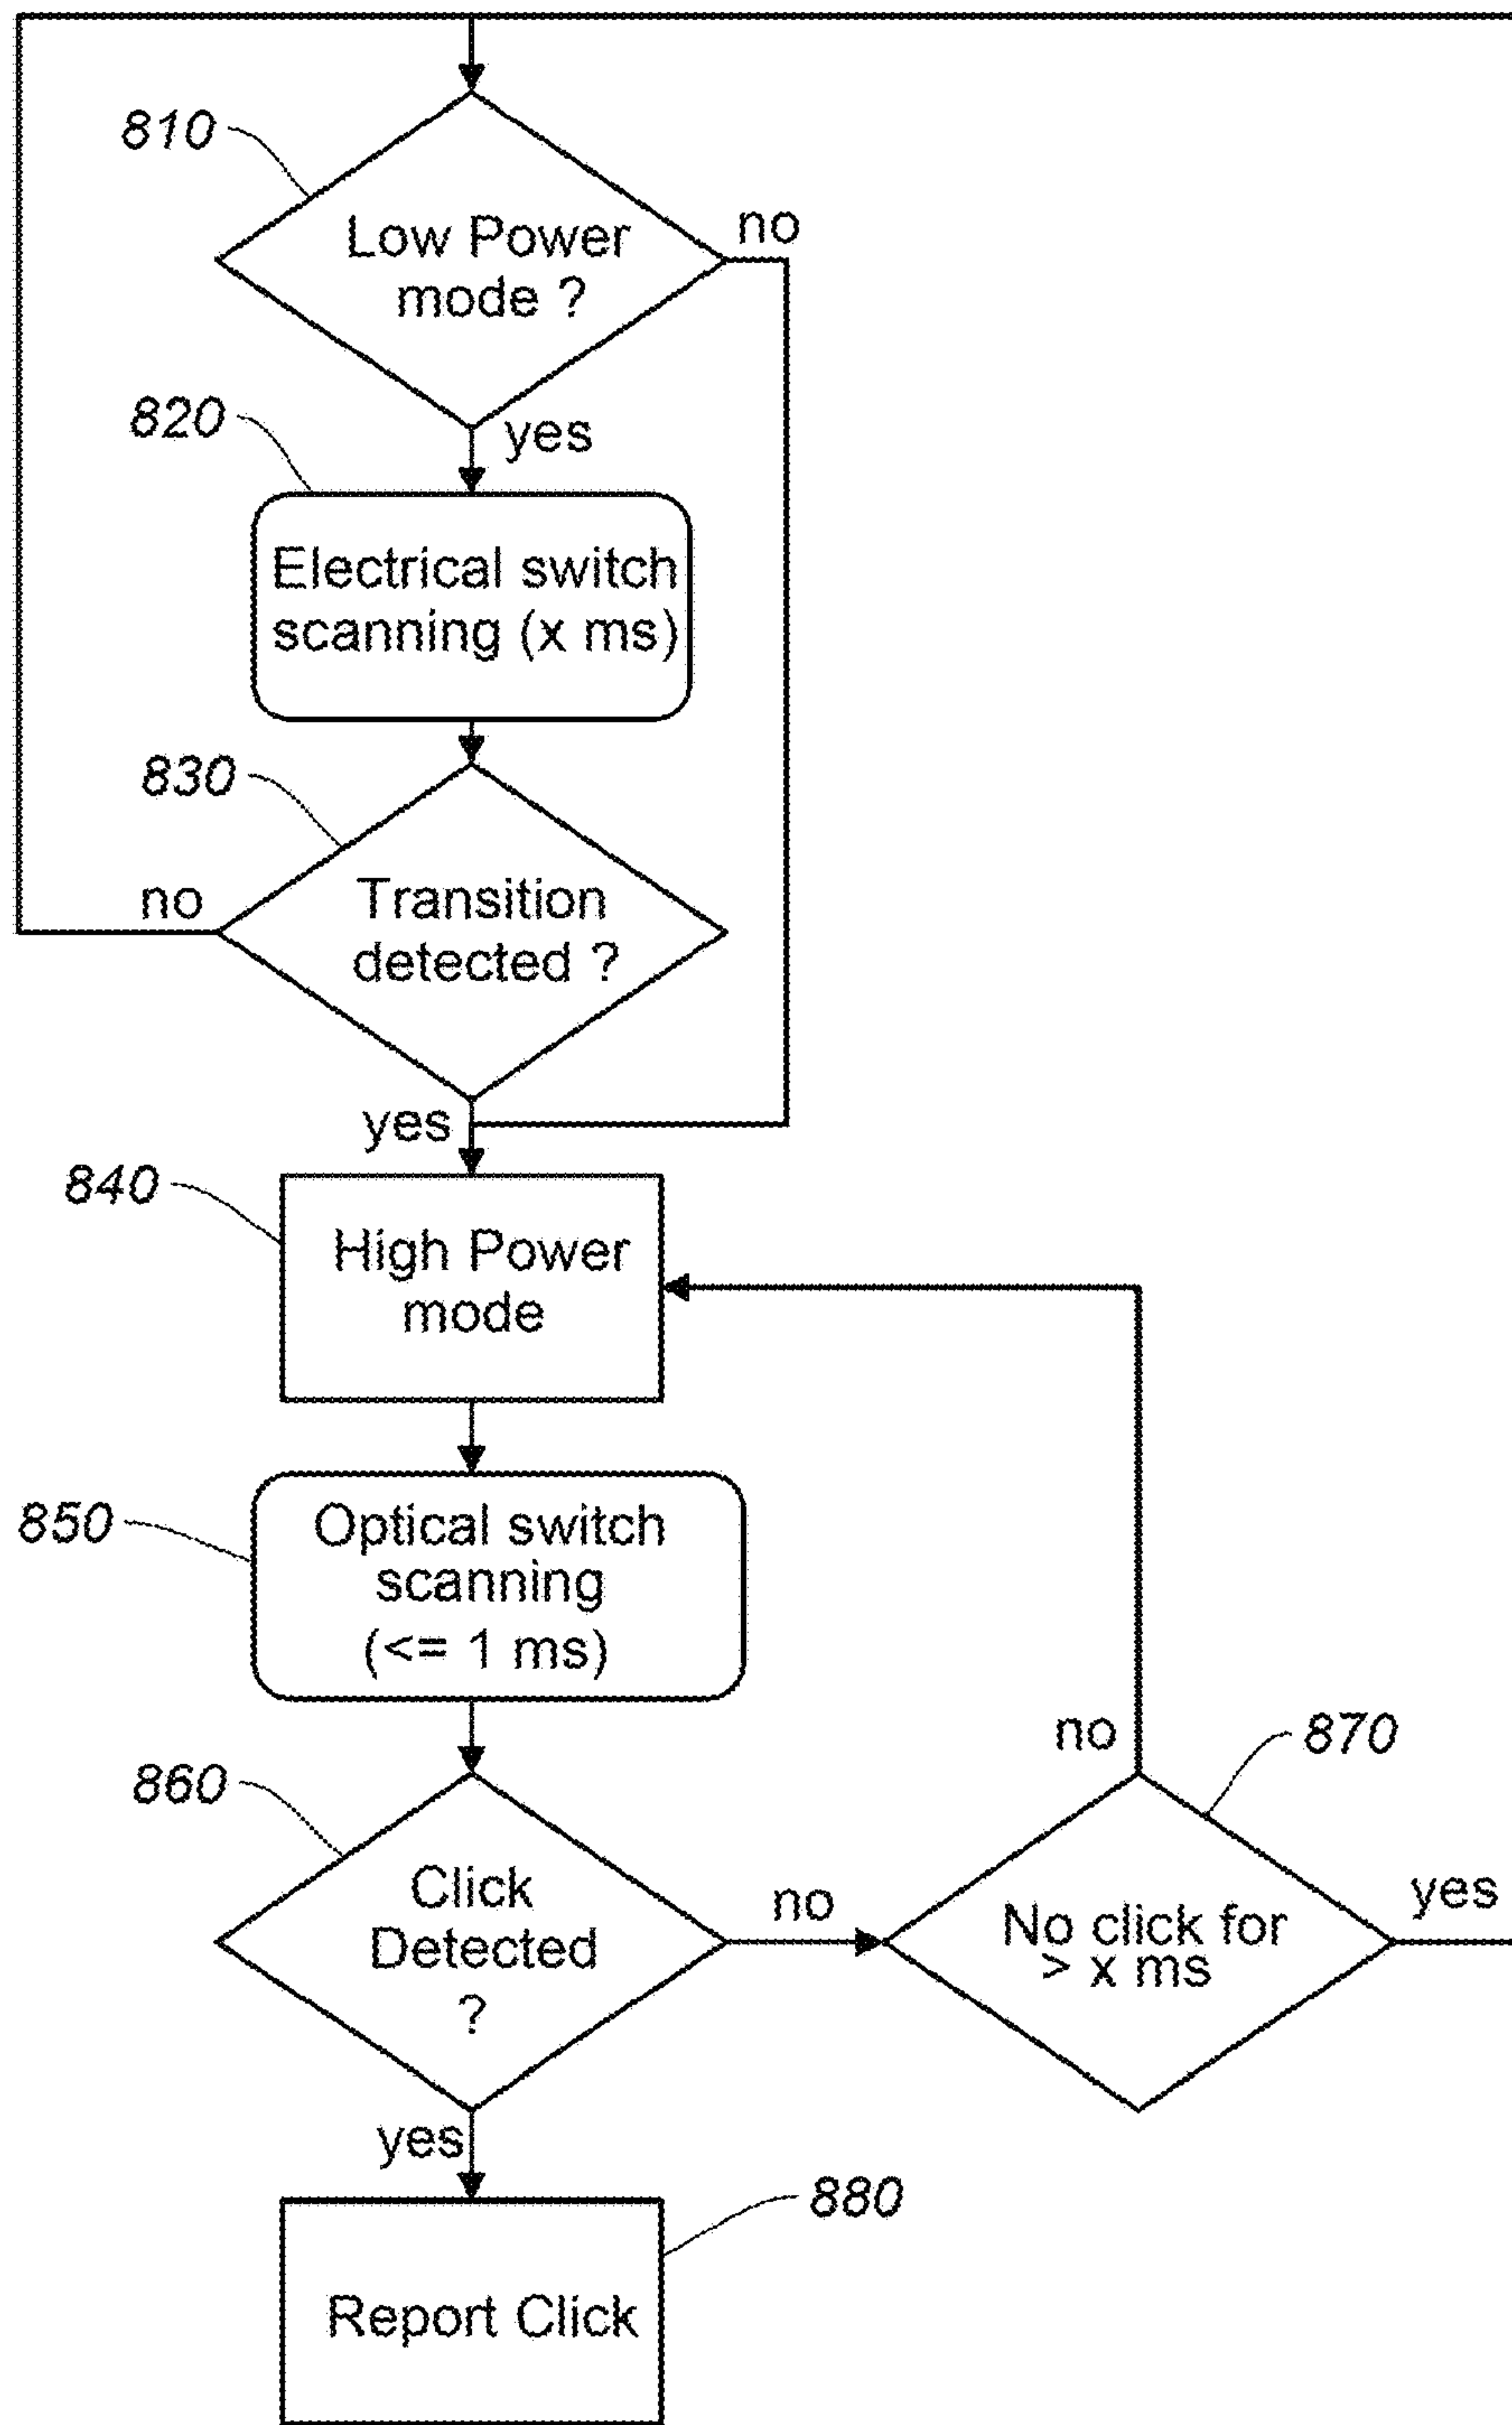 810
Low Power
mode ?
no
820
yes
Electrical switch
scanning (x ms)
830
no
Transition
detected ?
yes
840
High Power
mode
850
Optical switch
scanning
(<= 1 ms)
860
Click
Detected
?
no
no
870
No click for
> x ms
yes
yes
880
Report Click